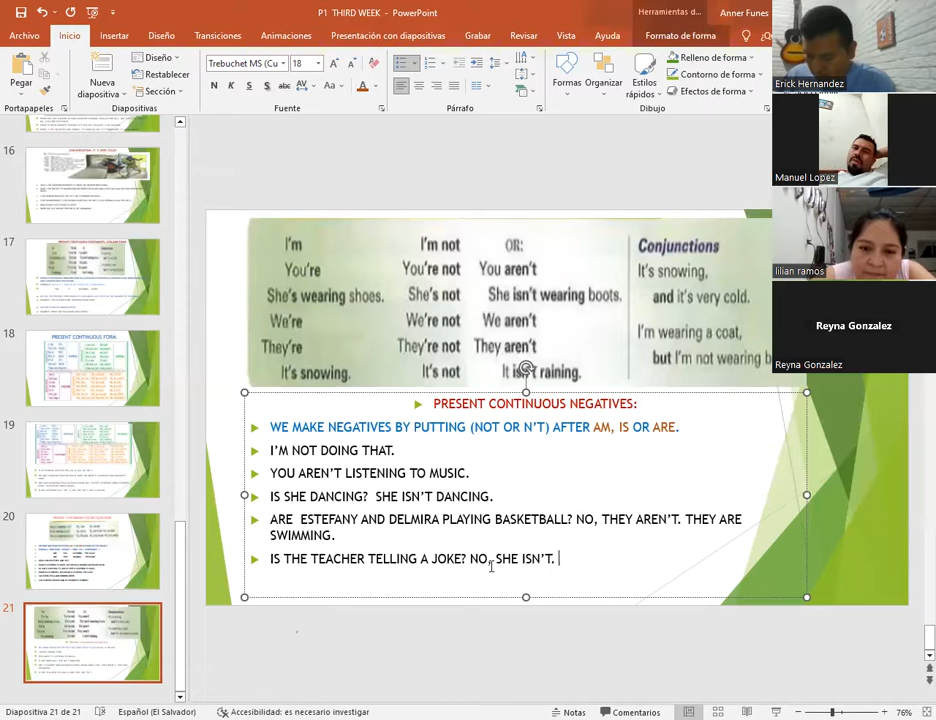 P1 THIRD WEEK - PowerPoint
Herramientas d...
Anner Funes
Archivo Inicio Insertar Diseño Transiciones Animaciones Presentación con diapositivas Grabar Revisar Vista Ayuda Formato de forma
Pegar
Nueva diapositiva
Diseño
Restablecer
Sección
Trebuchet MS (Cu 18
N K S S ab AV Aa A
Formas Organizar Estilos rápidos
Relleno de forma
Contorno de forma
Efectos de forma
Portapapeles Diapositivas Fuente Párrafo Dibujo
Erick Hernandez
Manuel Lopez
lilian ramos
Reyna Gonzalez
Reyna Gonzalez
16
17
18
PRESENT CONTINUOUS FORM
19
20
21
I'm I'm not OR: Conjunctions
You're You're not You aren't It's snowing,
She's wearing shoes. She's not She isn't wearing boots. and it's very cold.
We're We're not We aren't I'm wearing a coat,
They're They're not They aren't but I'm not wearing b
It's snowing. It's not It isn't raining.
PRESENT CONTINUOUS NEGATIVES:
WE MAKE NEGATIVES BY PUTTING (NOT OR N'T) AFTER AM, IS OR ARE.
I'M NOT DOING THAT.
YOU AREN'T LISTENING TO MUSIC.
IS SHE DANCING? SHE ISN'T DANCING.
ARE ESTEFANY AND DELMIRA PLAYING BASKETBALL? NO, THEY AREN'T. THEY ARE
SWIMMING.
IS THE TEACHER TELLING A JOKE? NO, SHE ISN'T.
Diapositiva 21 de 21 Español (El Salvador) Accesibilidad: es necesario investigar Notas Comentarios 76%